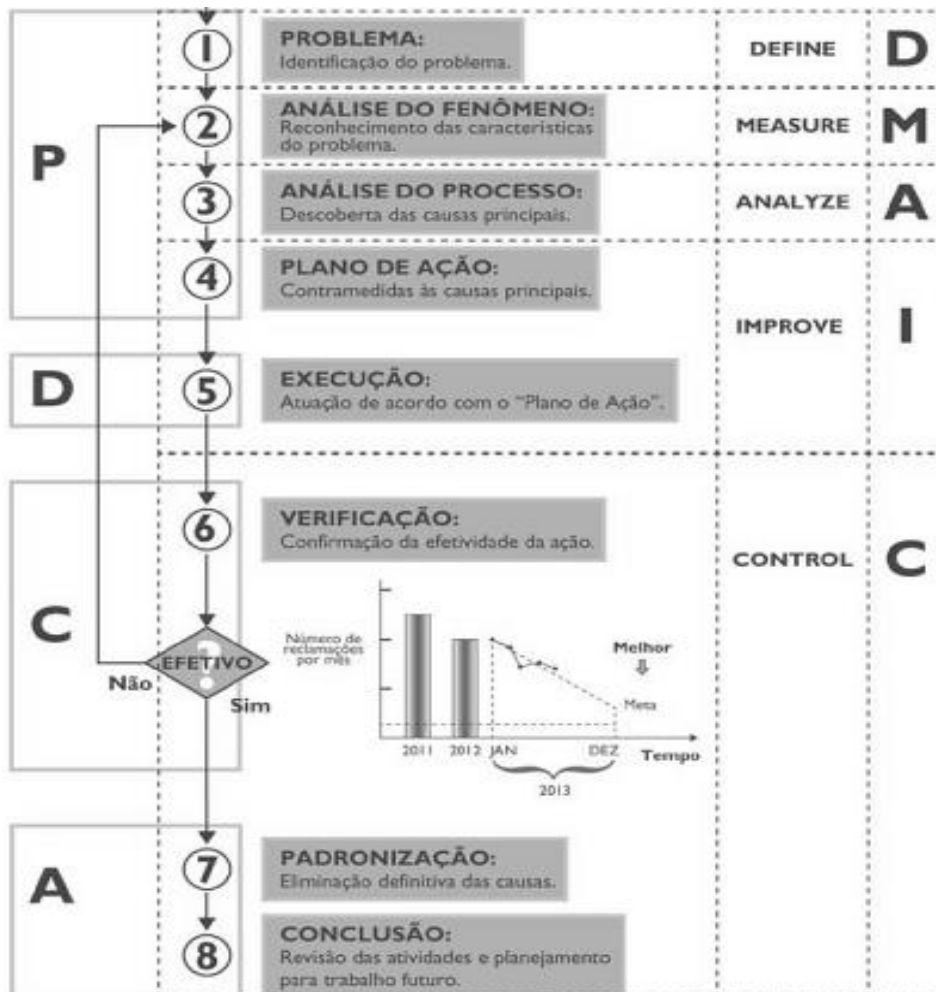 P
1
PROBLEMA:
Identificação do problema.
DEFINE
D
2
ANÁLISE DO FENÔMENO:
Reconhecimento das características
do problema.
MEASURE
M
3
ANÁLISE DO PROCESSO:
Descoberta das causas principais.
ANALYZE
A
4
PLANO DE AÇÃO:
Contramedidas às causas principais.
IMPROVE
I
D
5
EXECUÇÃO:
Atuação de acordo com o “Plano de Ação”.
C
6
VERIFICAÇÃO:
Confirmação da efetividade da ação.
CONTROL
C
?
EFETIVO
Não
Sim
Número de
reclamações
por mês
Melhor
Meta
2011 2012 JAN DEZ
Tempo
2013
A
7
PADRONIZAÇÃO:
Eliminação definitiva das causas.
8
CONCLUSÃO:
Revisão das atividades e planejamento
para trabalho futuro.